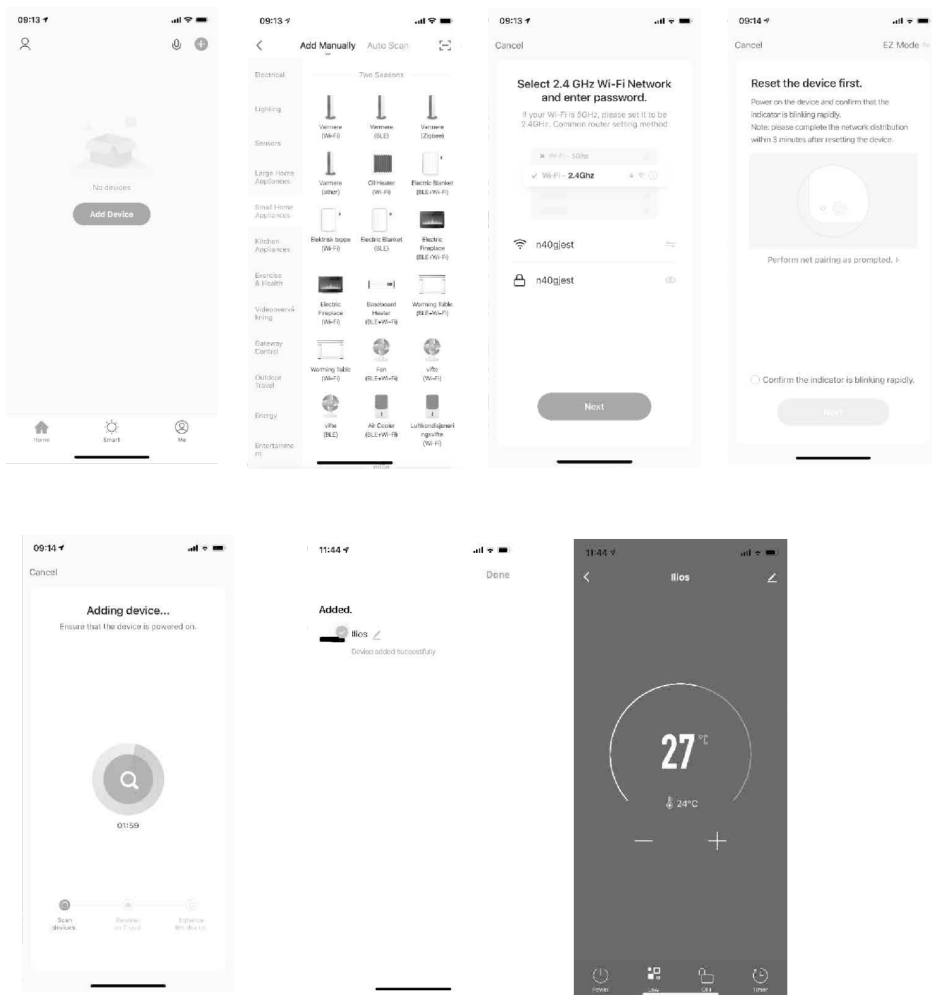 09:13
No devices
Add Device
Home
Smart
Me
09:13
Add Manually
Auto Scan
Electrical
Lighting
Sensors
Large Home
Appliances
Small Home
Appliances
Kitchen
Appliances
Exercise
& Health
Videoovervå
kning
Gateway
Control
Outdoor
Travel
Energy
Entertainme
Two Seasons
Varmere
(Wi-Fi)
Varmere
(BLE)
Varmere
(Zigbee)
Varmere
(other)
Oil Heater
(Wi-Fi)
Electric Blanket
(BLE+Wi-Fi)
Elektrisk teppe
(Wi-Fi)
Electric Blanket
(BLE)
Electric
Fireplace
(BLE+Wi-Fi)
Electric
Fireplace
(Wi-Fi)
Baseboard
Heater
(BLE+Wi-Fi)
Warming Table
(BLE+Wi-Fi)
Warming Table
(Wi-Fi)
Fan
(BLE+Wi-Fi)
vifte
(Wi-Fi)
vifte
(BLE)
Air Cooler
(BLE+Wi-Fi)
Luftkondisjoneri
ngsvifte
(Wi-Fi)
09:13
Cancel
Select 2.4 GHz Wi-Fi Network
and enter password.
If your Wi-Fi is 5GHz, please set it to be
2.4GHz. Common router setting method
Wi-Fi - 5Ghz
Wi-Fi - 2.4Ghz
n40gjest
n40gjest
Next
09:14
Cancel
EZ Mode
Reset the device first.
Power on the device and confirm that the
indicator is blinking rapidly.
Note: please complete the network distribution
within 3 minutes after resetting the device.
Perform net pairing as prompted. >
Confirm the indicator is blinking rapidly.
Next
09:14
Cancel
Adding device...
Ensure that the device is powered on.
01:59
Scan
devices.
11:44
Done
Added.
Ilios
Device added successfully
11:44
Ilios
27 °C
24°C
Timer